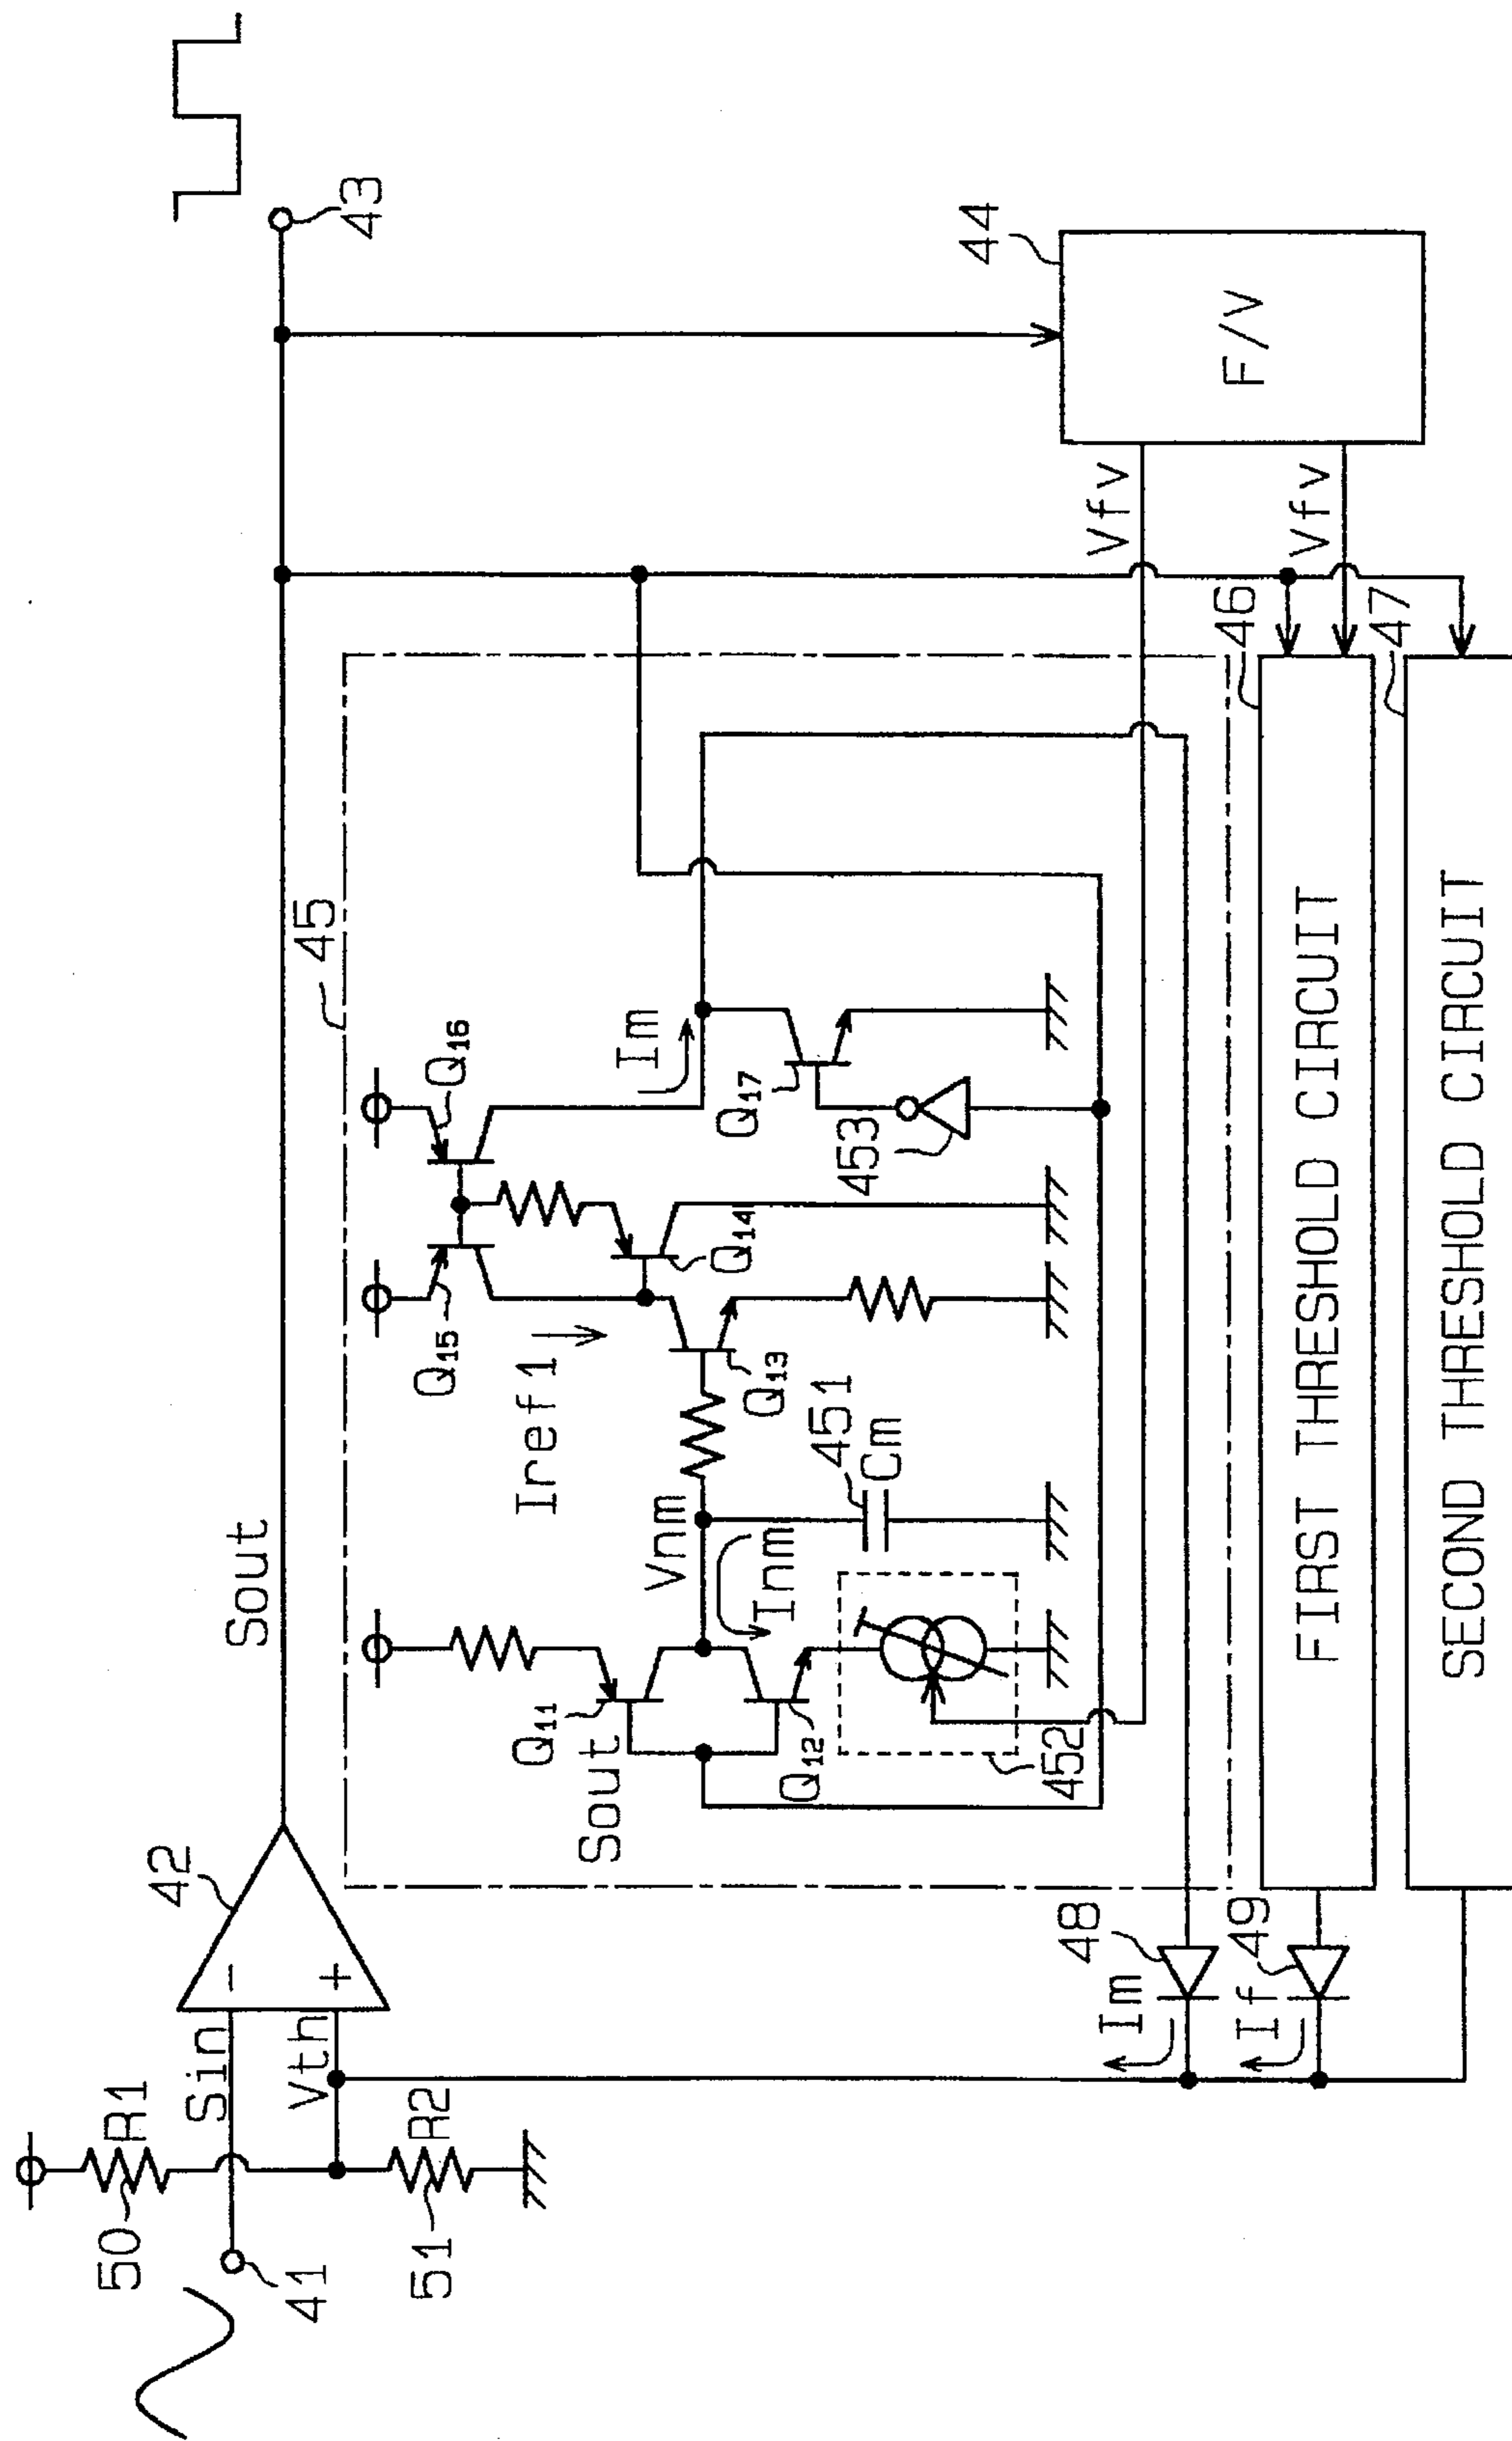 50
R1
41
Sin
Vth
51
R2
42
-
+
Sout
43
45
Q11
Sout
Q12
452
Vnm
Inm
451
Cm
Iref1
Q13
Q15
Q14
Q16
Im
Q17
453
44
F/V
Vfv
Vfv
46
FIRST THRESHOLD CIRCUIT
47
SECOND THRESHOLD CIRCUIT
48
Im
49
If